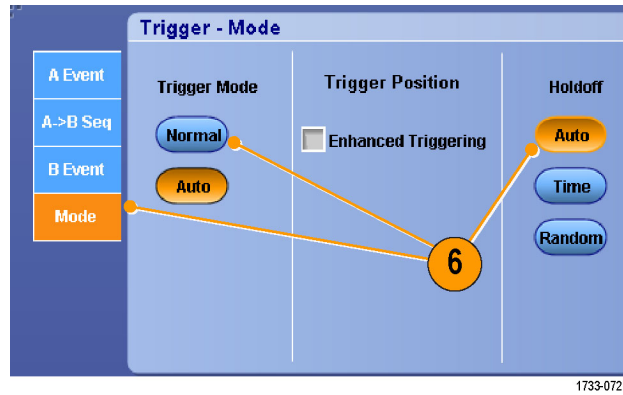 Trigger - Mode
A Event
A->B Seq
B Event
Mode
Trigger Mode
Normal
Auto
Trigger Position
Enhanced Triggering
Holdoff
Auto
Time
Random
6
1733-072